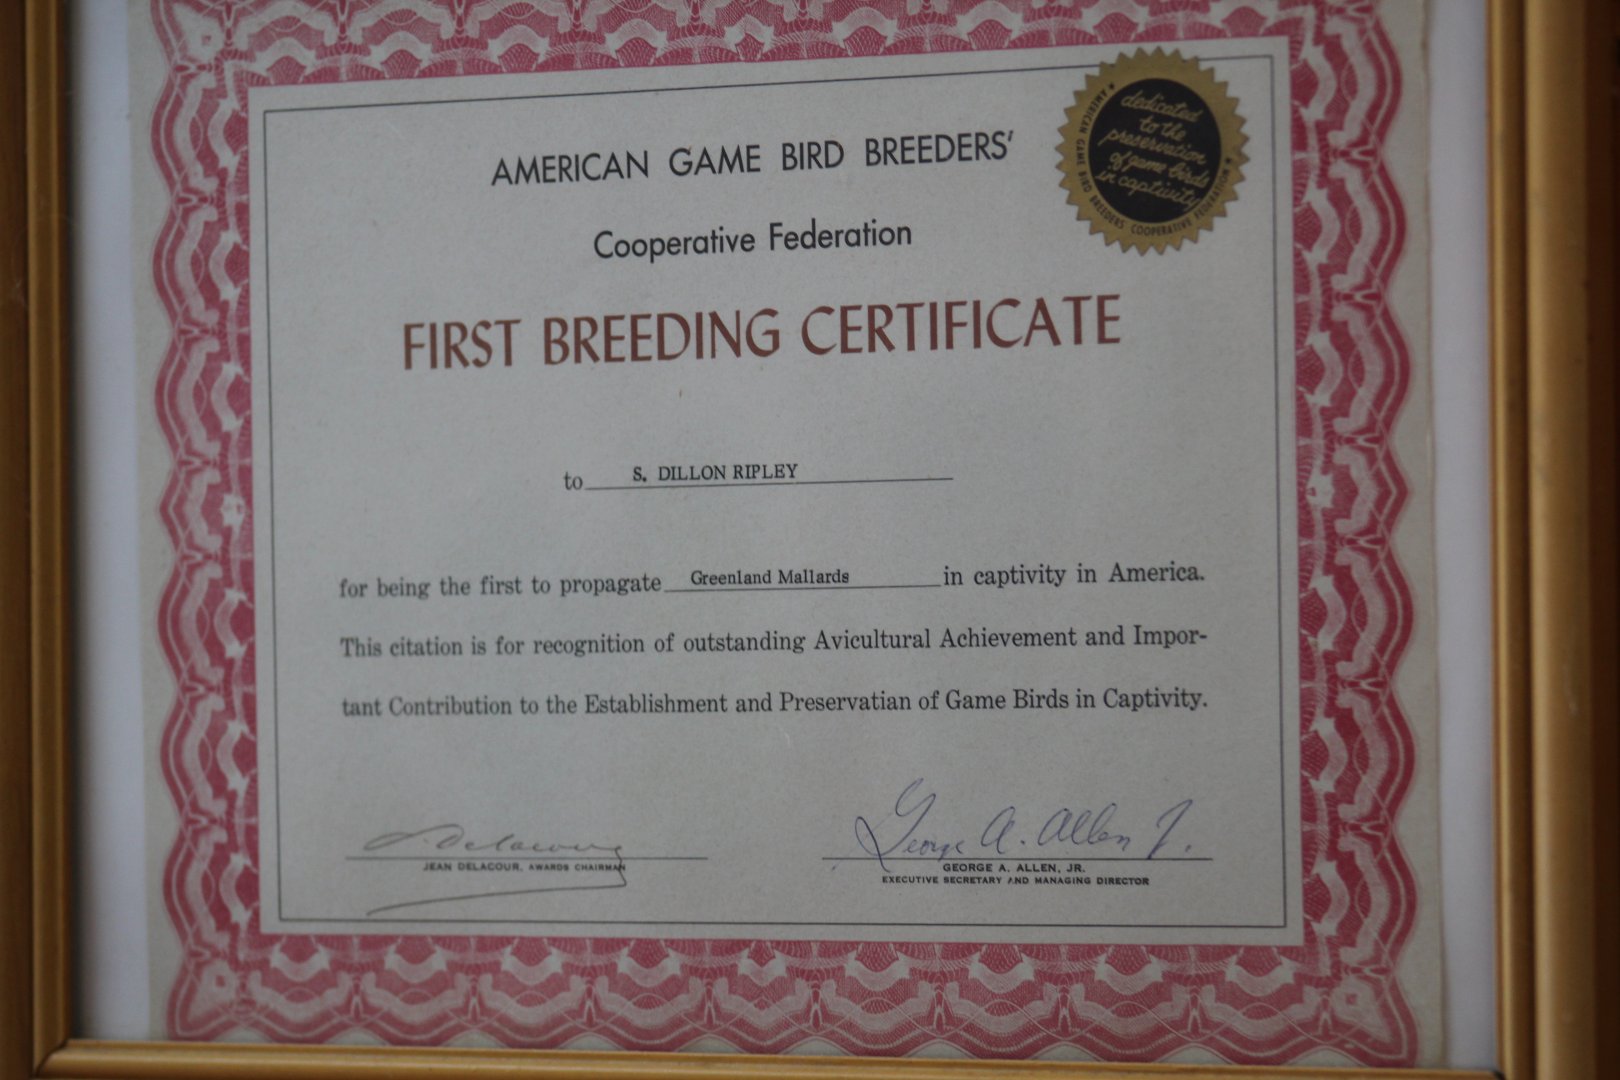 AMERICAN GAME BIRD BREEDERS'
Cooperative Federation
FIRST BREEDING CERTIFICATE
to S. DILLON RIPLEY
for being the first to propagate Greenland Mallards in captivity in America.
This citation is for recognition of outstanding Avicultural Achievement and Impor-
tant Contribution to the Establishment and Preservatian of Game Birds in Captivity.
J. Delacour
JEAN DELACOUR, AWARDS CHAIRMAN
George A. Allen Jr.
GEORGE A. ALLEN, JR.
EXECUTIVE SECRETARY AND MANAGING DIRECTOR
dedicated
to the
preservation
of game birds
in captivity
★ AMERICAN GAME BIRD BREEDERS COOPERATIVE FEDERATION ★